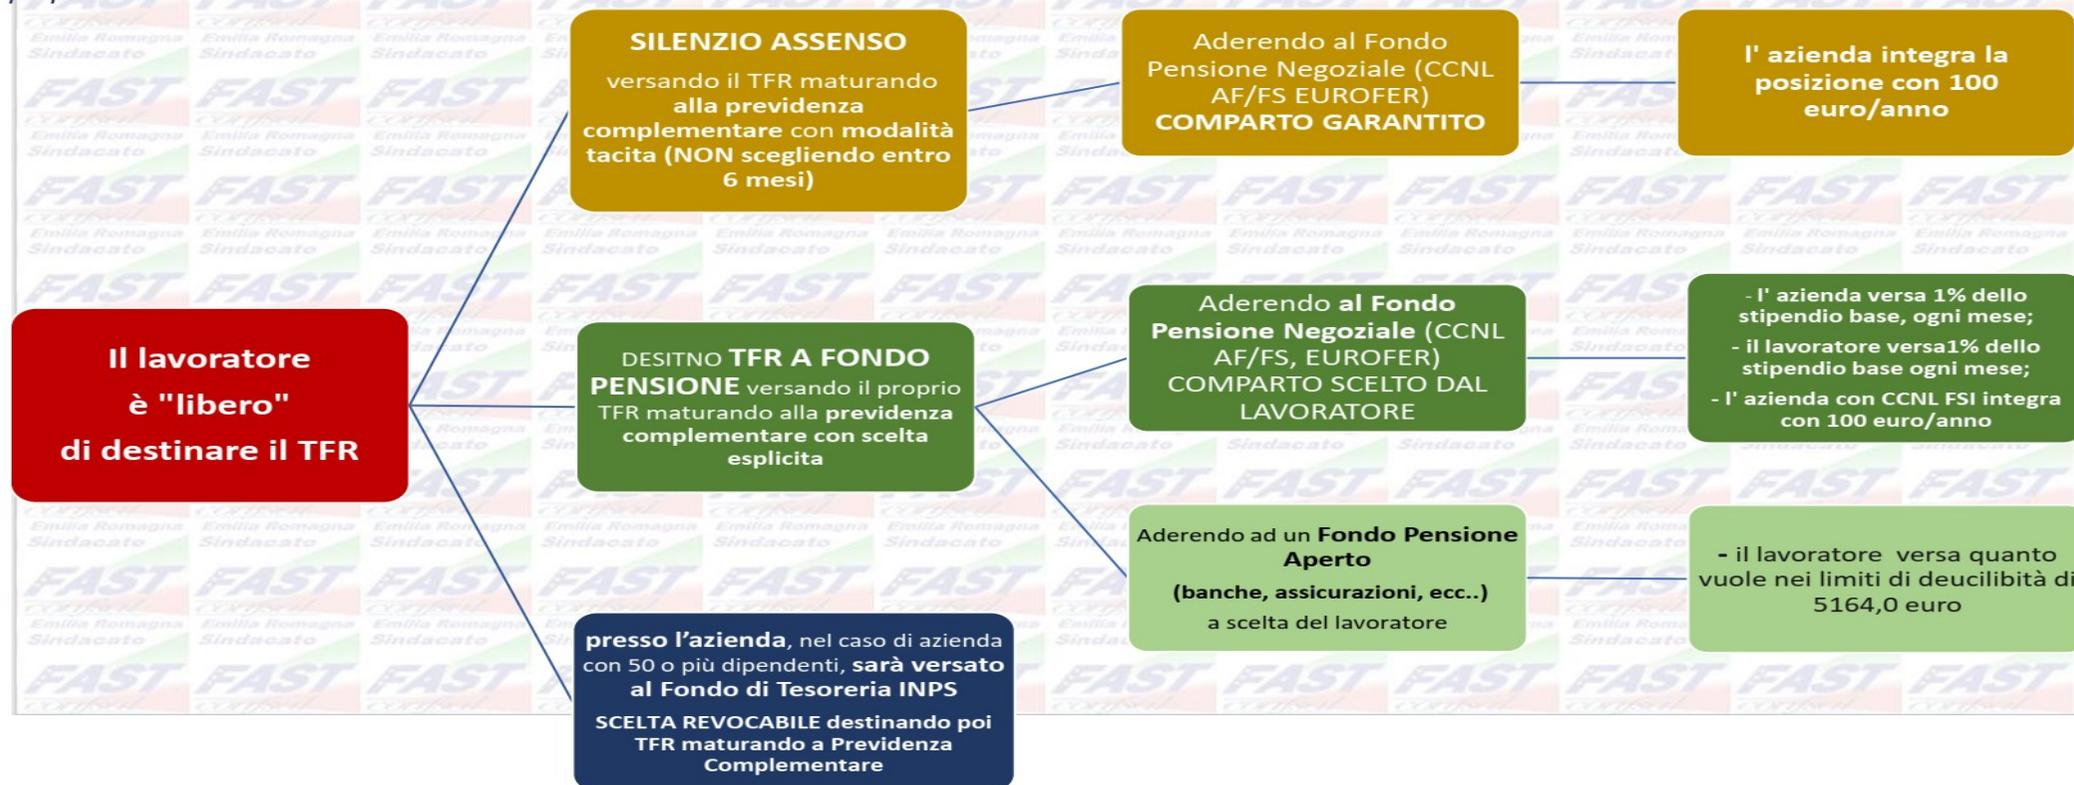 Il lavoratore
è "libero"
di destinare il TFR
SILENZIO ASSENSO
versando il TFR maturando
alla previdenza
complementare con modalità
tacita (NON scegliendo entro
6 mesi)
Aderendo al Fondo
Pensione Negoziale (CCNL
AF/FS EUROFER)
COMPARTO GARANTITO
l' azienda integra la
posizione con 100
euro/anno
DESITNO TFR A FONDO
PENSIONE versando il proprio
TFR maturando alla previdenza
complementare con scelta
esplicita
Aderendo al Fondo
Pensione Negoziale (CCNL
AF/FS, EUROFER)
COMPARTO SCELTO DAL
LAVORATORE
- l' azienda versa 1% dello
stipendio base, ogni mese;
- il lavoratore versa1% dello
stipendio base ogni mese;
- l' azienda con CCNL FSI integra
con 100 euro/anno
Aderendo ad un Fondo Pensione
Aperto
(banche, assicurazioni, ecc..)
a scelta del lavoratore
- il lavoratore versa quanto
vuole nei limiti di deucilibità di
5164,0 euro
presso l'azienda, nel caso di azienda
con 50 o più dipendenti, sarà versato
al Fondo di Tesoreria INPS
SCELTA REVOCABILE destinando poi
TFR maturando a Previdenza
Complementare
FAST
Emilia Romagna
Sindacato